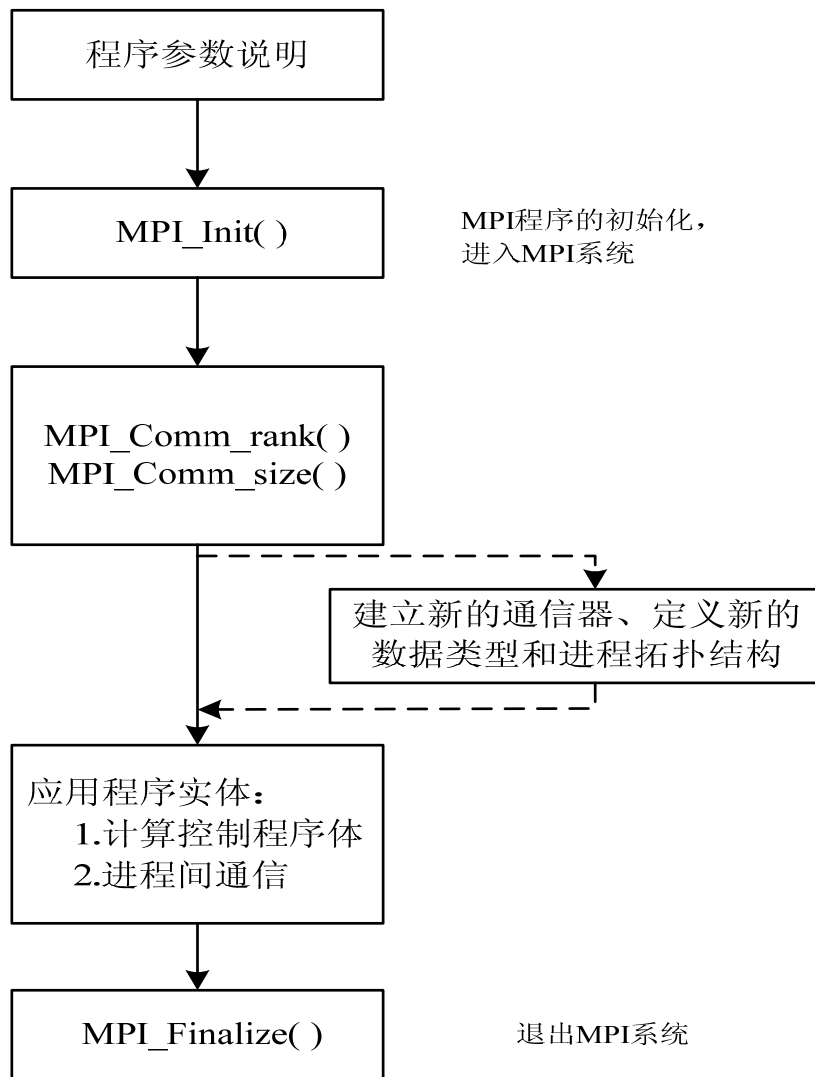 程序参数说明
MPI_Init( )
MPI程序的初始化，
进入MPI系统
MPI_Comm_rank( )
MPI_Comm_size( )
建立新的通信器、定义新的
数据类型和进程拓扑结构
应用程序实体：
1.计算控制程序体
2.进程间通信
MPI_Finalize( )
退出MPI系统